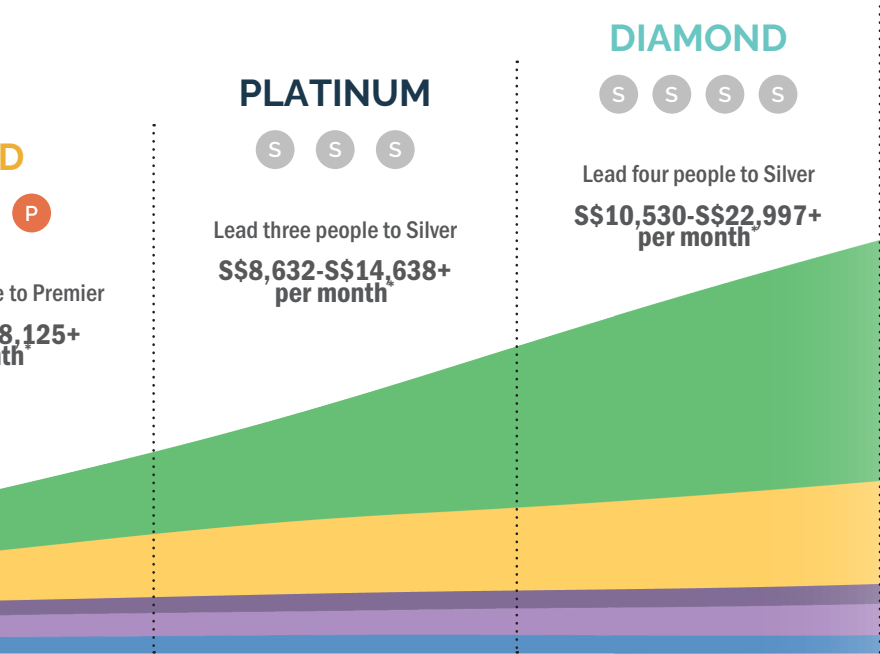 DIAMOND
S S S S
Lead four people to Silver
S$10,530-S$22,997+
per month*
PLATINUM
S S S
Lead three people to Silver
S$8,632-S$14,638+
per month*
D
P
e to Premier
8,125+
th*